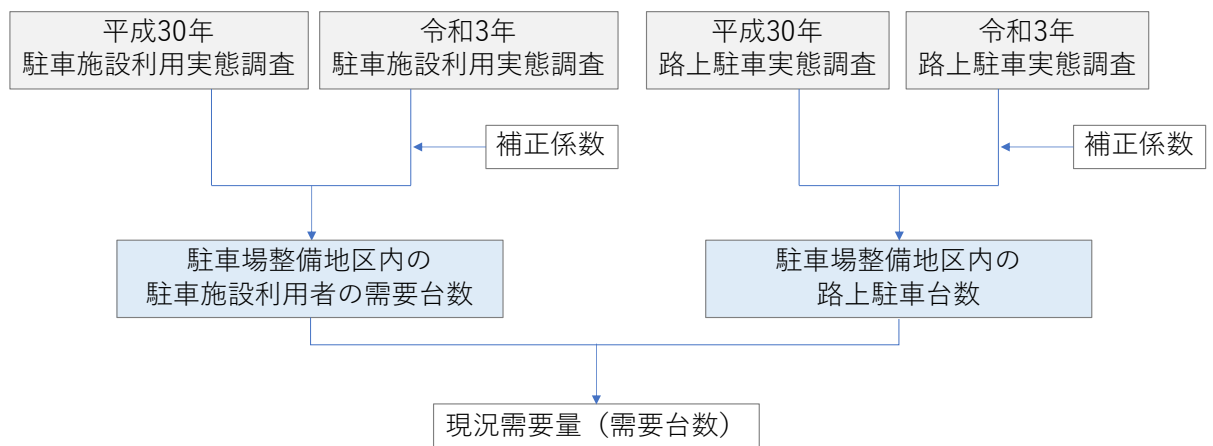 平成30年
駐車施設利用実態調査
令和3年
駐車施設利用実態調査
平成30年
路上駐車実態調査
令和3年
路上駐車実態調査
補正係数
補正係数
駐車場整備地区内の
駐車施設利用者の需要台数
駐車場整備地区内の
路上駐車台数
現況需要量（需要台数）